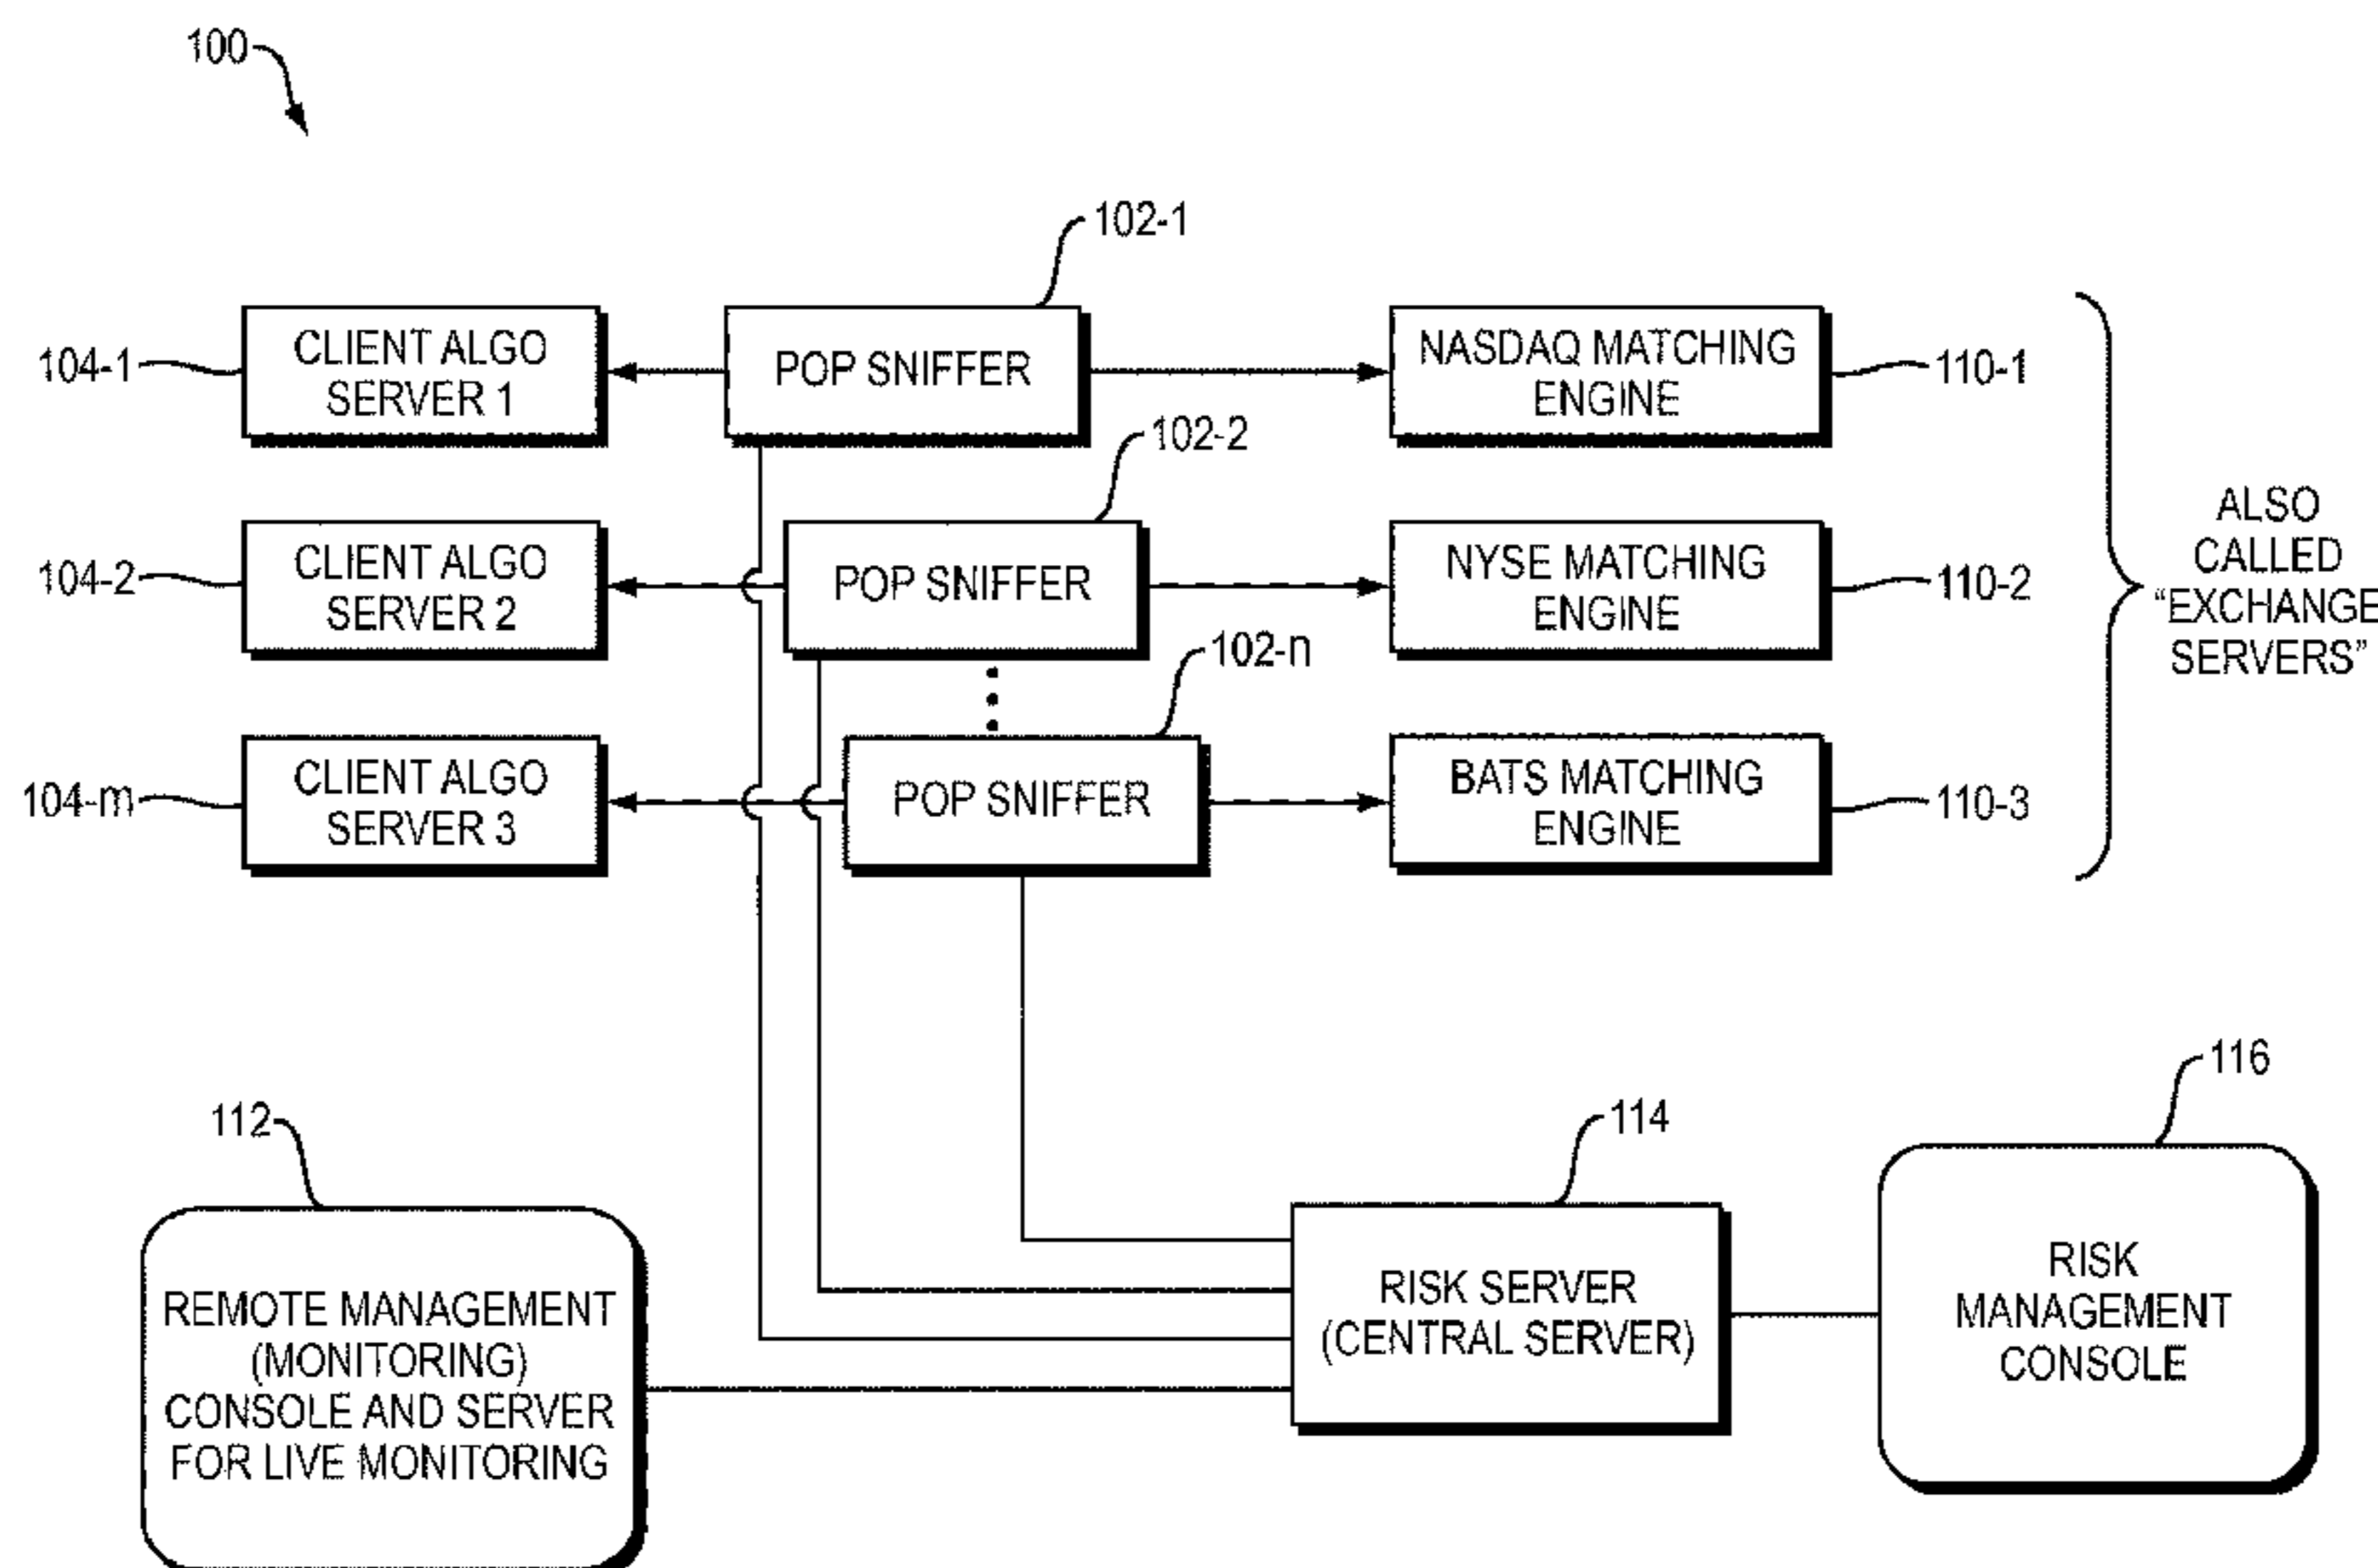 100
102-1
104-1
CLIENT ALGO
SERVER 1
POP SNIFFER
NASDAQ MATCHING
ENGINE
110-1
102-2
104-2
CLIENT ALGO
SERVER 2
POP SNIFFER
NYSE MATCHING
ENGINE
110-2
ALSO
CALLED
“EXCHANGE
SERVERS”
102-n
104-m
CLIENT ALGO
SERVER 3
POP SNIFFER
BATS MATCHING
ENGINE
110-3
112
REMOTE MANAGEMENT
(MONITORING)
CONSOLE AND SERVER
FOR LIVE MONITORING
114
RISK SERVER
(CENTRAL SERVER)
116
RISK
MANAGEMENT
CONSOLE